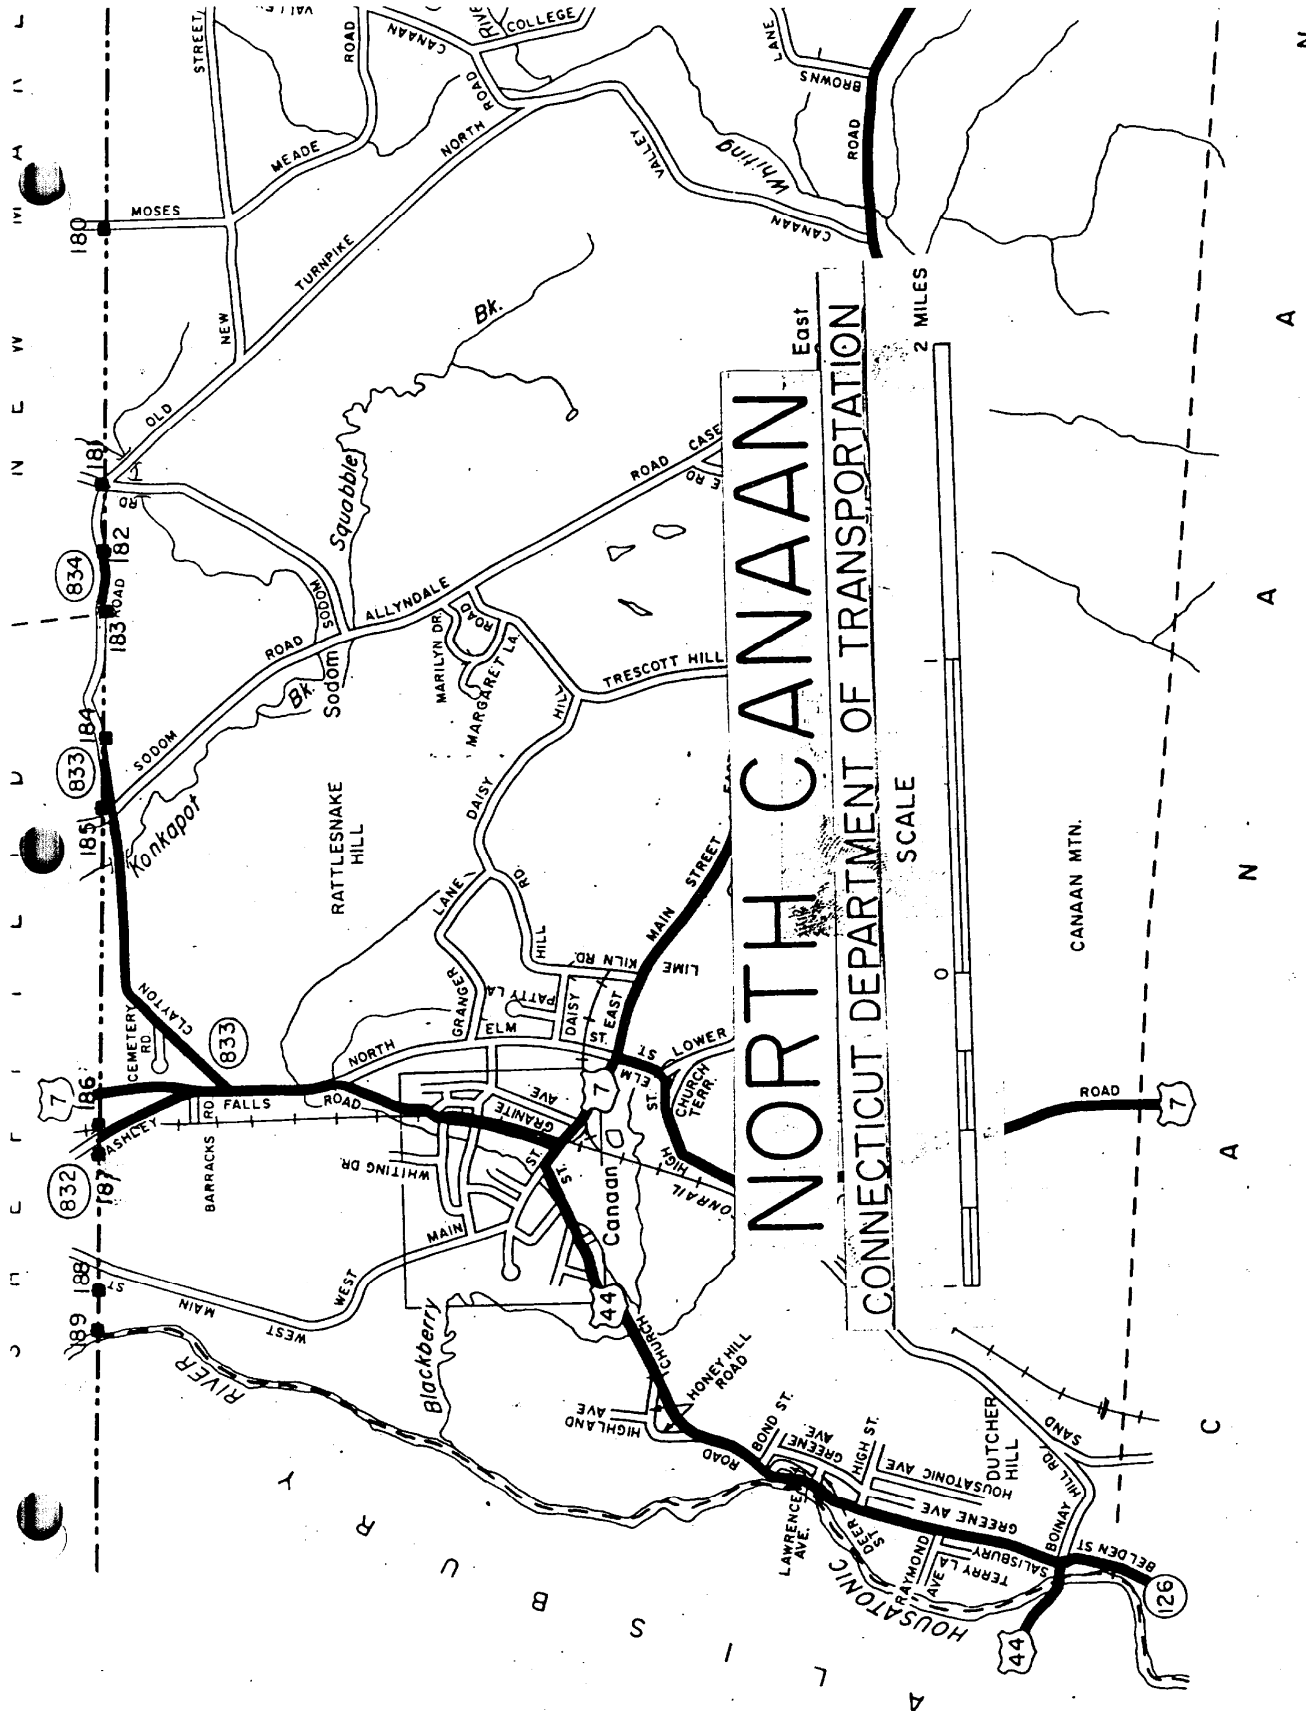 N E W M A R L
S H E F F I E L D
180
181
182
183
184
185
186
187
188
189
834
833
833
832
7
7
7
44
44
126
MOSES
STREET
VALLEY
ROAD
MEADE
NEW
CANAAN
RIVER
COLLEGE
ROAD
NORTH
TURNPIKE
OLD
VALLEY
CANAAN
Whiting
LANE
BROWNS
ROAD
RD
ROAD
SODOM
Squabble
Bk.
ROAD
SODOM
Sodom
ALLYNDALE
ROAD
CASE
RD
MARILYN DR.
ROAD
MARGARET LA.
TRESCOTT HILL
HILL
DAISY
Konkapot
Bk.
RATTLESNAKE
HILL
LANE
GRANGER
RD
HILL
DAISY
PATTY LA
KILN RD.
LIME
MAIN STREET
EAST
ST.
ELM
NORTH
CLAYTON
CEMETERY
RD
FALLS
ROAD
ASHLEY
BARRACKS
RD
GRANITE
AVE.
ELM
ST.
LOWER
CHURCH
TERR.
HIGH
ST.
CONRAIL
WHITING DR.
MAIN
ST.
ST.
Canaan
WEST
WEST
MAIN
ST
RIVER
Blackberry
CHURCH
HONEY HILL
ROAD
HIGHLAND
AVE
ROAD
BOND ST.
GREENE
AVE.
HIGH ST.
HOUSATONIC AVE
LAWRENCE
AVE.
DEER
ST
GREENE AVE
RAYMOND
AVE
TERRY LA
SALISBURY
DUTCHER
HILL
SAND
BOINAY HILL RD.
BELDEN ST
HOUSATONIC
East
NORTH CANAAN
CONNECTICUT DEPARTMENT OF TRANSPORTATION
SCALE
1 0 1 2 MILES
CANAAN MTN.
ROAD
S A L I S B U R Y
C A N A A N